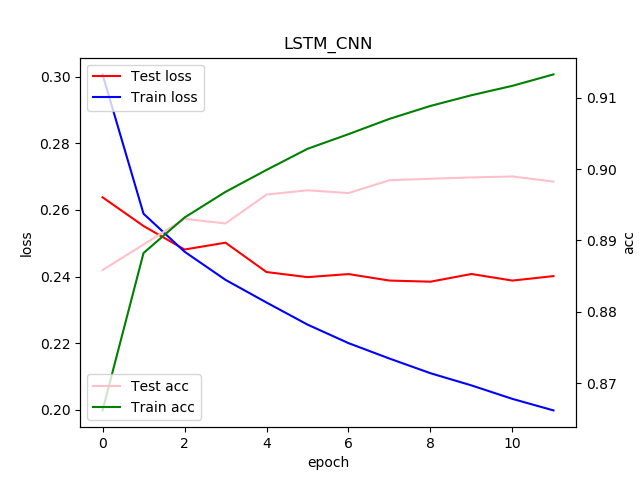 LSTM_CNN
Test loss
Train loss
Test acc
Train acc
0.30
0.28
0.26
0.24
0.22
0.20
loss
0.91
0.90
0.89
0.88
0.87
acc
0 2 4 6 8 10
epoch